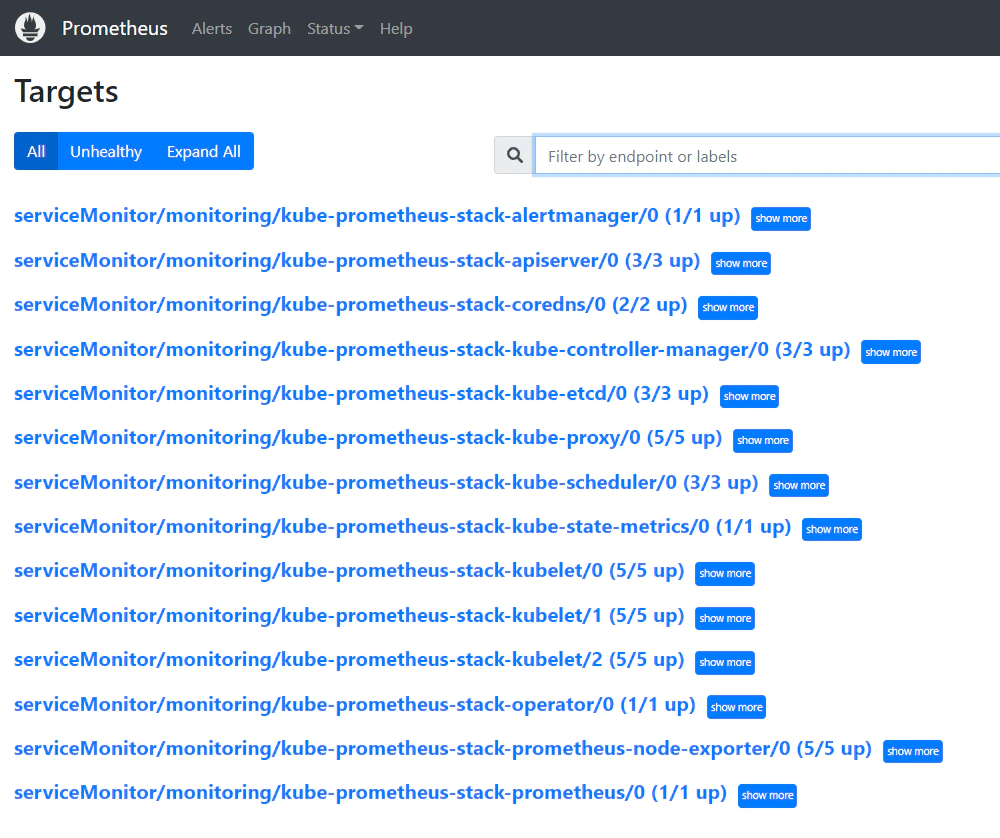 Prometheus Alerts Graph Status Help
Targets
All Unhealthy Expand All Filter by endpoint or labels
serviceMonitor/monitoring/kube-prometheus-stack-alertmanager/0 (1/1 up) show more
serviceMonitor/monitoring/kube-prometheus-stack-apiserver/0 (3/3 up) show more
serviceMonitor/monitoring/kube-prometheus-stack-coredns/0 (2/2 up) show more
serviceMonitor/monitoring/kube-prometheus-stack-kube-controller-manager/0 (3/3 up) show more
serviceMonitor/monitoring/kube-prometheus-stack-kube-etcd/0 (3/3 up) show more
serviceMonitor/monitoring/kube-prometheus-stack-kube-proxy/0 (5/5 up) show more
serviceMonitor/monitoring/kube-prometheus-stack-kube-scheduler/0 (3/3 up) show more
serviceMonitor/monitoring/kube-prometheus-stack-kube-state-metrics/0 (1/1 up) show more
serviceMonitor/monitoring/kube-prometheus-stack-kubelet/0 (5/5 up) show more
serviceMonitor/monitoring/kube-prometheus-stack-kubelet/1 (5/5 up) show more
serviceMonitor/monitoring/kube-prometheus-stack-kubelet/2 (5/5 up) show more
serviceMonitor/monitoring/kube-prometheus-stack-operator/0 (1/1 up) show more
serviceMonitor/monitoring/kube-prometheus-stack-prometheus-node-exporter/0 (5/5 up) show more
serviceMonitor/monitoring/kube-prometheus-stack-prometheus/0 (1/1 up) show more